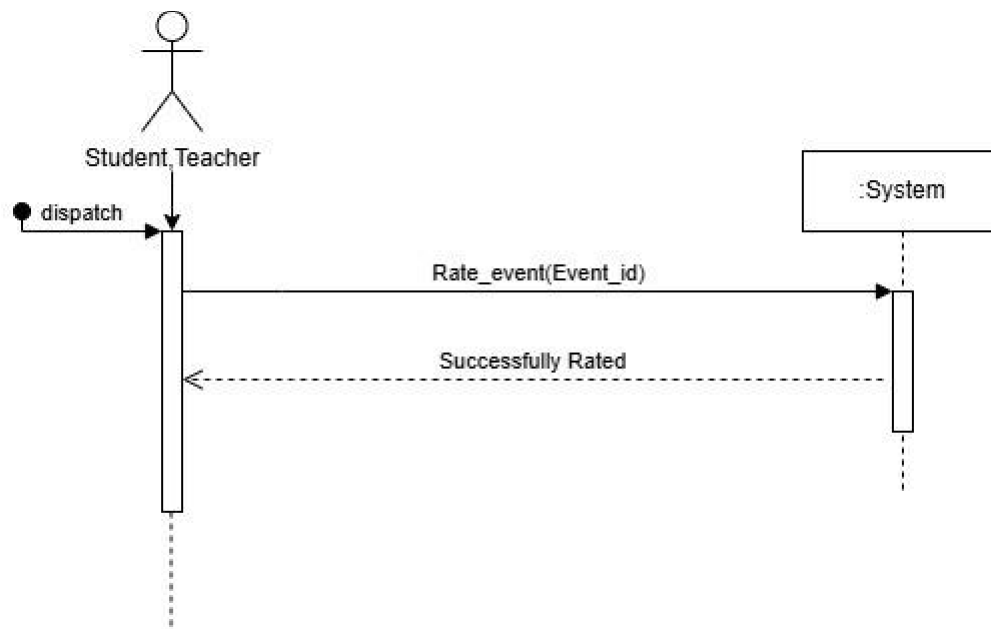 Student,Teacher
:System
dispatch
Rate_event(Event_id)
Successfully Rated